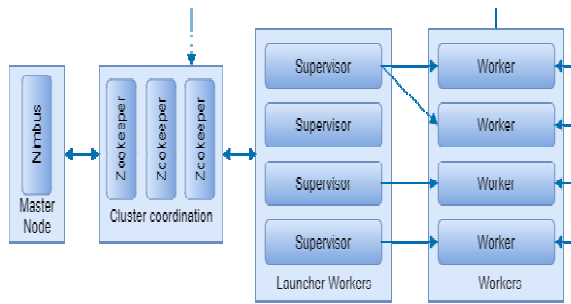 Nimbus
Master
Node
Zookeeper
Zookeeper
Zookeeper
Cluster coordination
Supervisor
Supervisor
Supervisor
Supervisor
Launcher Workers
Worker
Worker
Worker
Worker
Workers